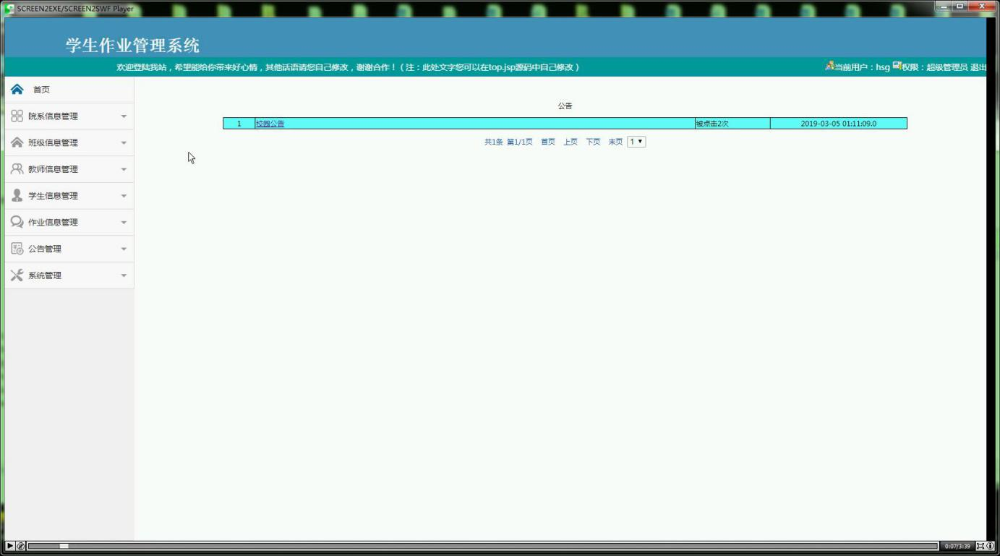 SCREEN2EXE/SCREEN2SWF Player
学生作业管理系统
欢迎登陆我站，希望能给你带来好心情，其他话语请您自己修改，谢谢合作！（注：此处文字您可以在top.jsp源码中自己修改）
当前用户：hsg 权限：超级管理员 退出
首页
院系信息管理
班级信息管理
教师信息管理
学生信息管理
作业信息管理
公告管理
系统管理
公告
1 校园公告 被点击2次 2019-03-05 01:11:09.0
共1条 第1/1页 首页 上页 下页 末页 1
0:07/3:39